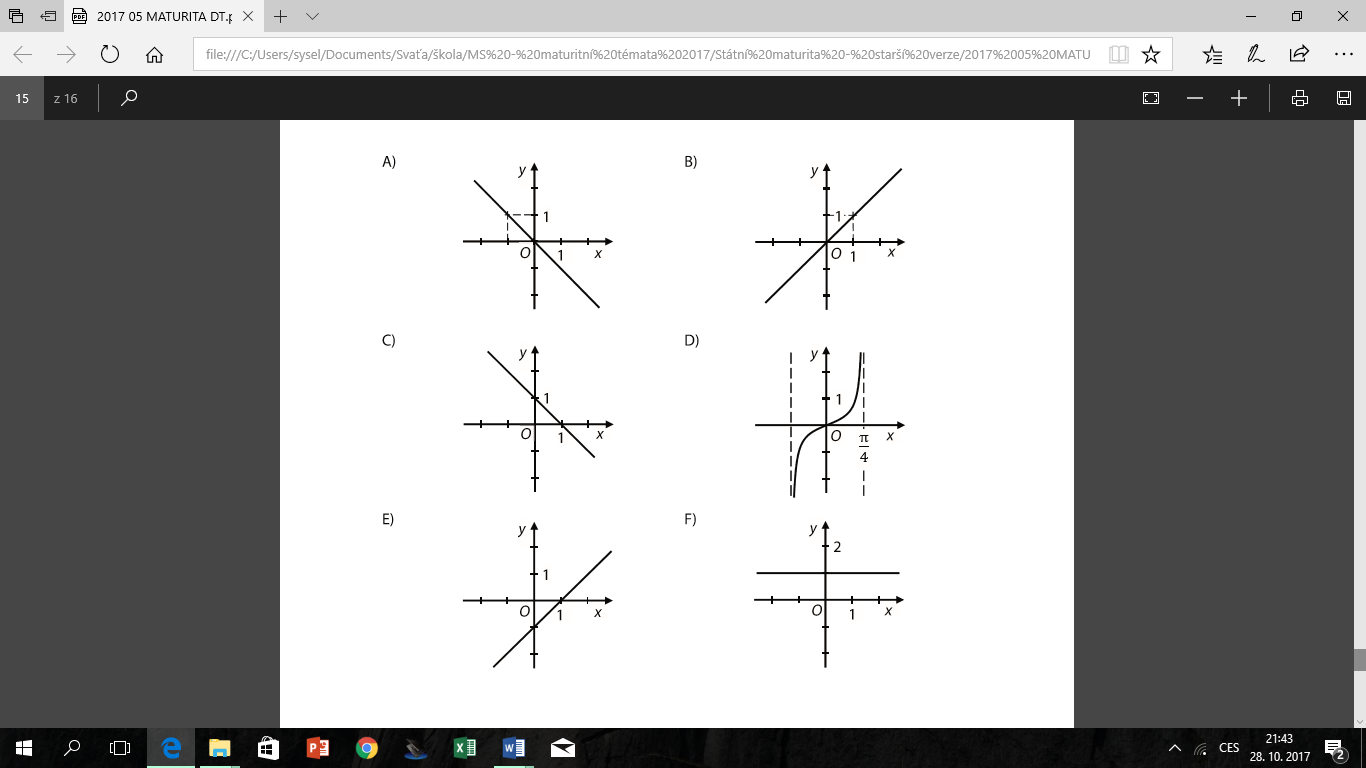 2017 05 MATURITA DT.p
file:///C:/Users/sysel/Documents/Svaťa/škola/MS%20-%20maturitní%20témata%202017/Státní%20maturita%20-%20starší%20verze/2017%2005%20MATU
15 z 16
A)
y
1
O
1
x
B)
y
1
O
1
x
C)
y
1
O
1
x
D)
y
1
O
π
4
x
E)
y
1
O
1
x
F)
y
2
O
1
x
CES
21:43
28. 10. 2017
2